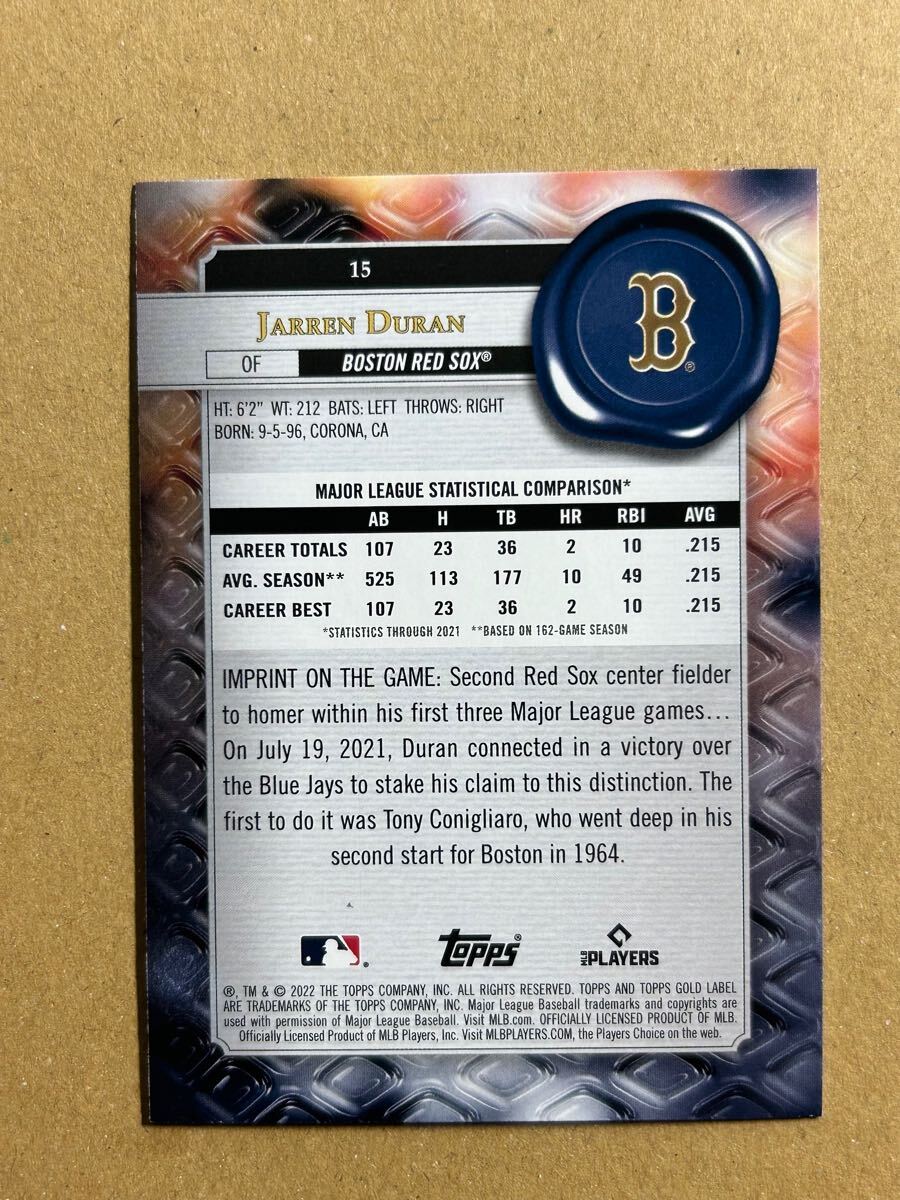 15
B®
JARREN DURAN
OF BOSTON RED SOX®
HT: 6'2" WT: 212 BATS: LEFT THROWS: RIGHT
BORN: 9-5-96, CORONA, CA
MAJOR LEAGUE STATISTICAL COMPARISON*
AB H TB HR RBI AVG
CAREER TOTALS 107 23 36 2 10 .215
AVG. SEASON** 525 113 177 10 49 .215
CAREER BEST 107 23 36 2 10 .215
*STATISTICS THROUGH 2021 **BASED ON 162-GAME SEASON
IMPRINT ON THE GAME: Second Red Sox center fielder
to homer within his first three Major League games…
On July 19, 2021, Duran connected in a victory over
the Blue Jays to stake his claim to this distinction. The
first to do it was Tony Conigliaro, who went deep in his
second start for Boston in 1964.
® TOPPS® MLB PLAYERS
®, TM & © 2022 THE TOPPS COMPANY, INC. ALL RIGHTS RESERVED. TOPPS AND TOPPS GOLD LABEL
ARE TRADEMARKS OF THE TOPPS COMPANY, INC. Major League Baseball trademarks and copyrights are
used with permission of Major League Baseball. Visit MLB.com. OFFICIALLY LICENSED PRODUCT OF MLB.
Officially Licensed Product of MLB Players, Inc. Visit MLBPLAYERS.COM, the Players Choice on the web.